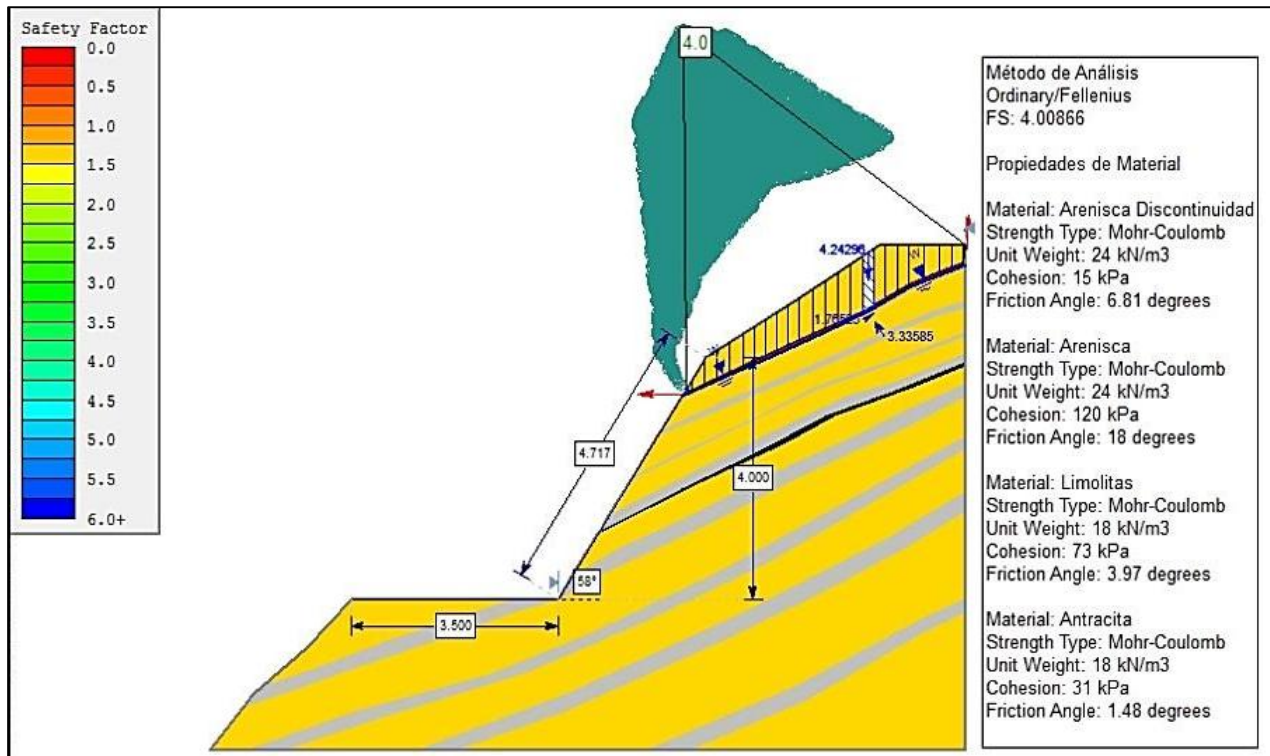 Safety Factor
0.0
0.5
1.0
1.5
2.0
2.5
3.0
3.5
4.0
4.5
5.0
5.5
6.0+
4.0
4.24296
3.33585
4.717
4.000
58°
3.500
Método de Análisis
Ordinary/Fellenius
FS: 4.00866
Propiedades de Material
Material: Arenisca Discontinuidad
Strength Type: Mohr-Coulomb
Unit Weight: 24 kN/m3
Cohesion: 15 kPa
Friction Angle: 6.81 degrees
Material: Arenisca
Strength Type: Mohr-Coulomb
Unit Weight: 24 kN/m3
Cohesion: 120 kPa
Friction Angle: 18 degrees
Material: Limolitas
Strength Type: Mohr-Coulomb
Unit Weight: 18 kN/m3
Cohesion: 73 kPa
Friction Angle: 3.97 degrees
Material: Antracita
Strength Type: Mohr-Coulomb
Unit Weight: 18 kN/m3
Cohesion: 31 kPa
Friction Angle: 1.48 degrees